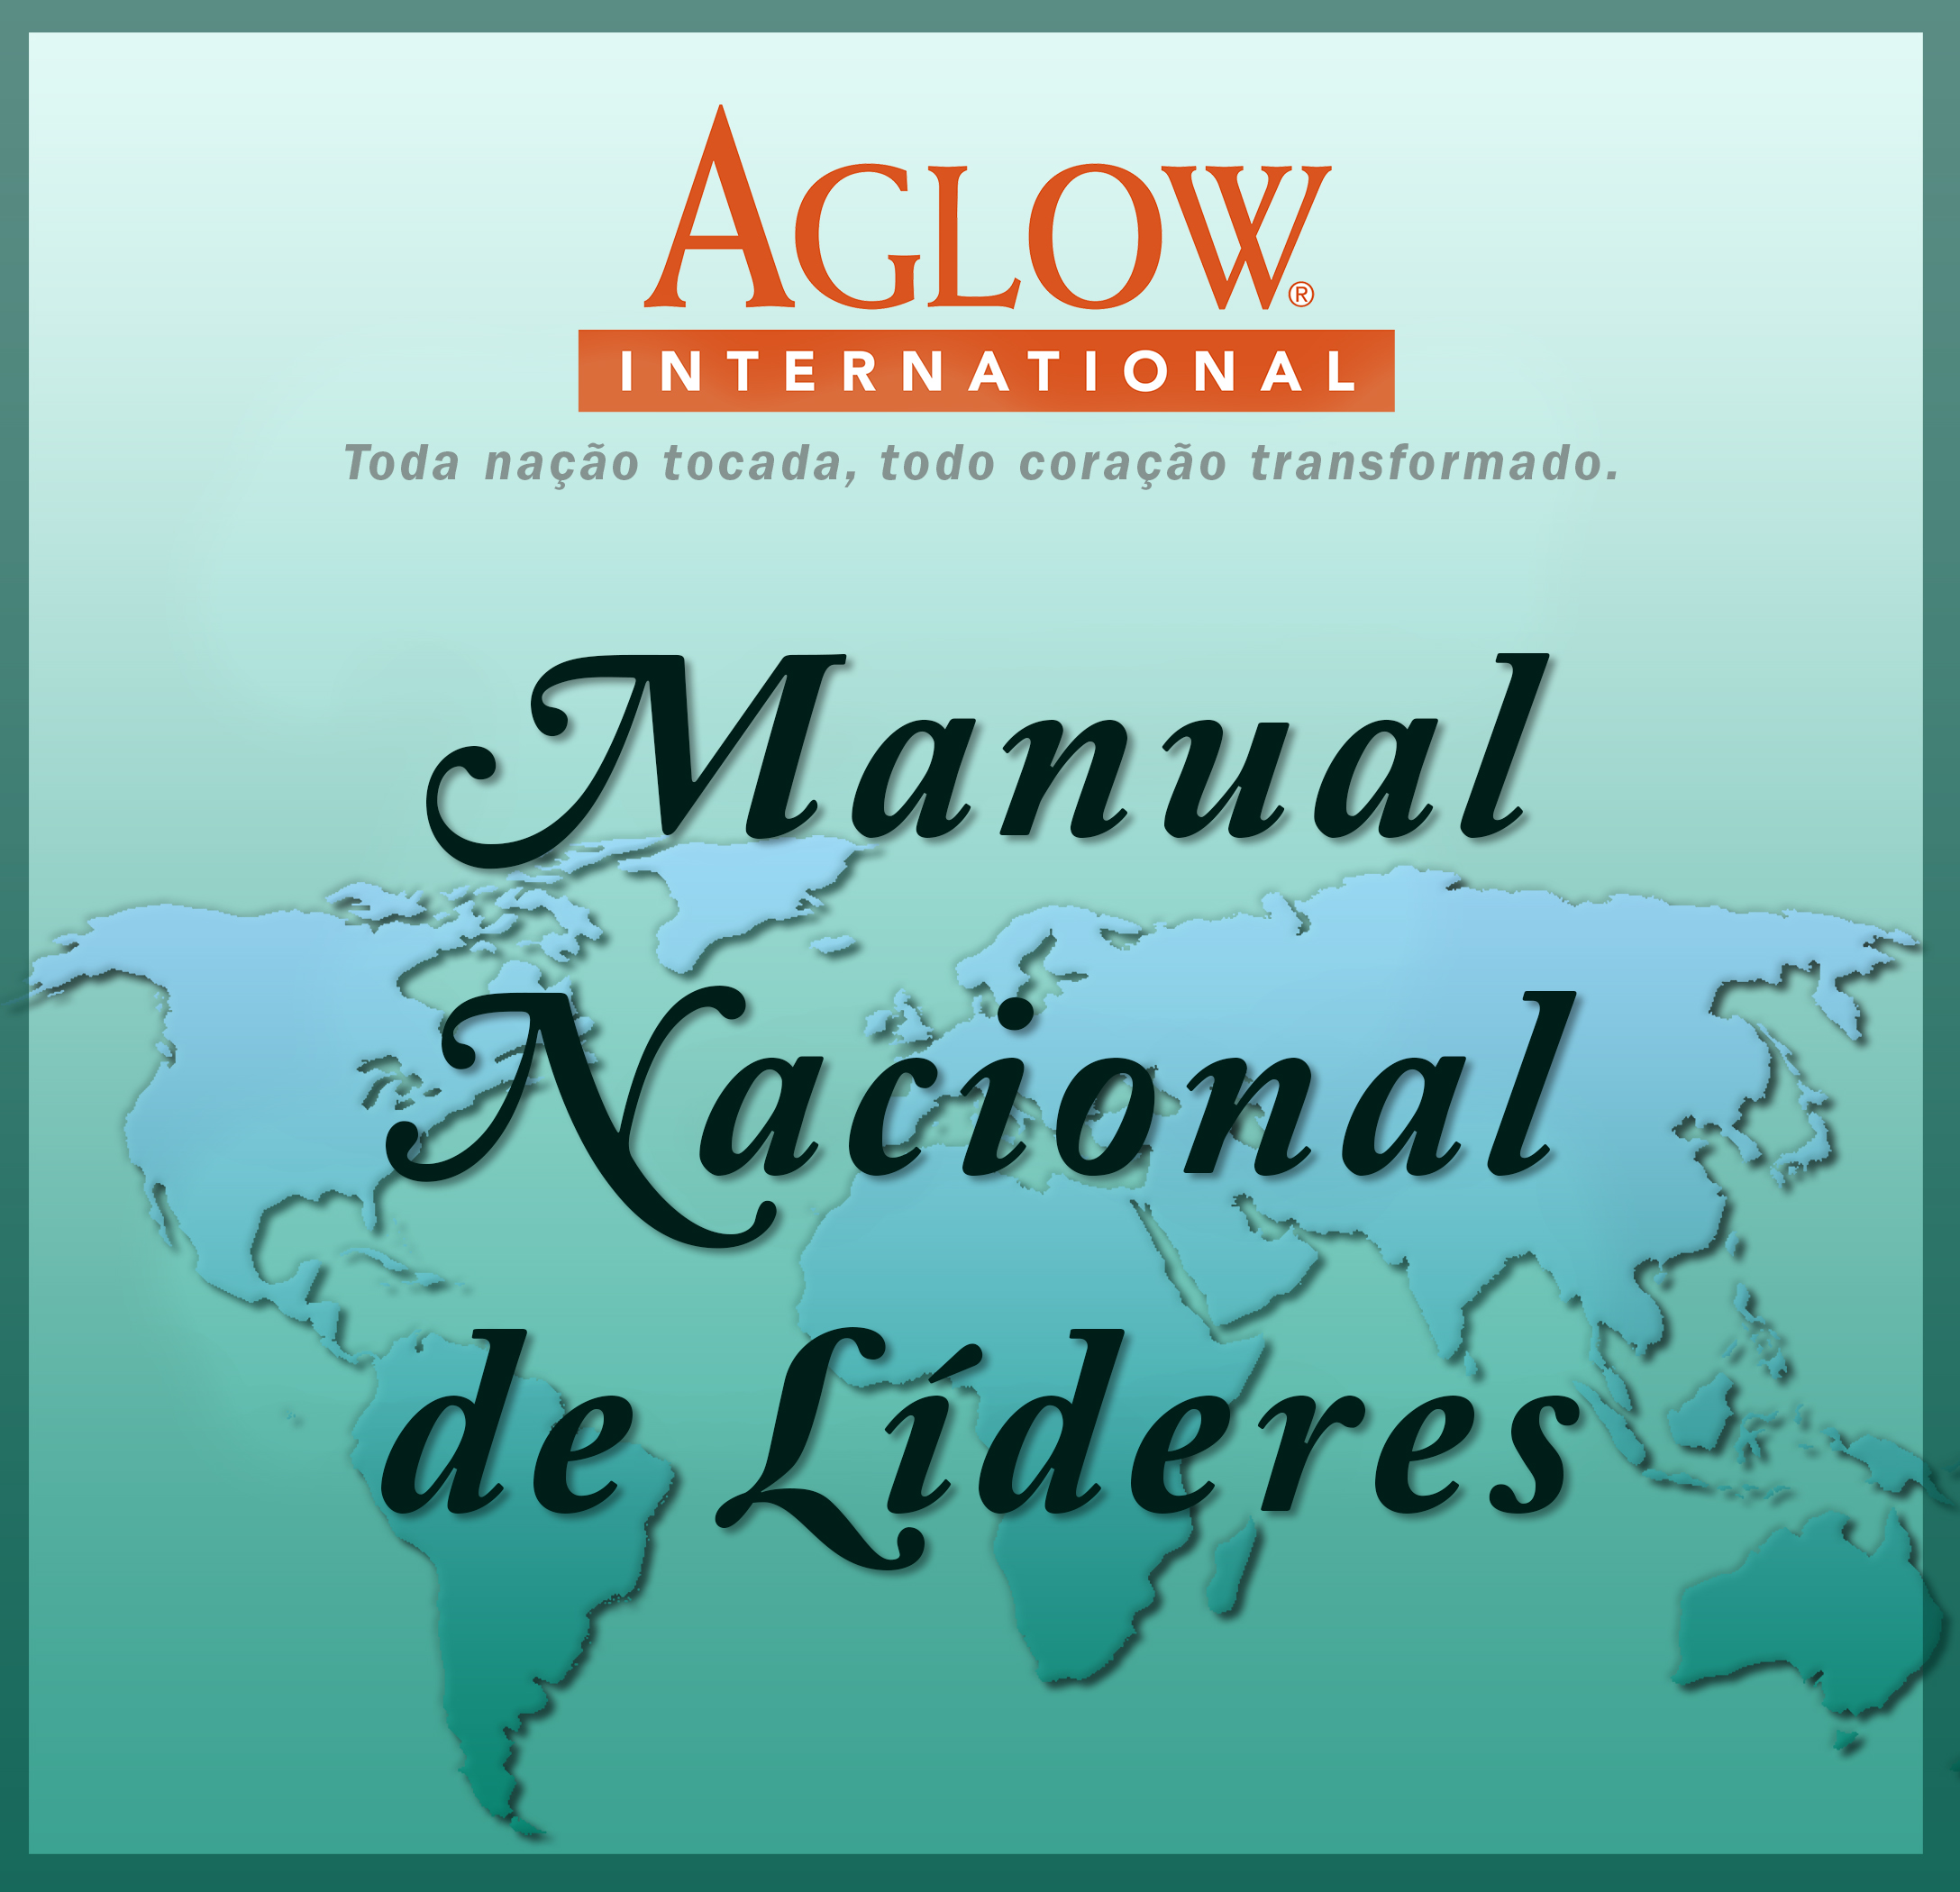 AGLOW®
INTERNATIONAL
Toda nação tocada, todo coração transformado.
Manual
Nacional
de Líderes